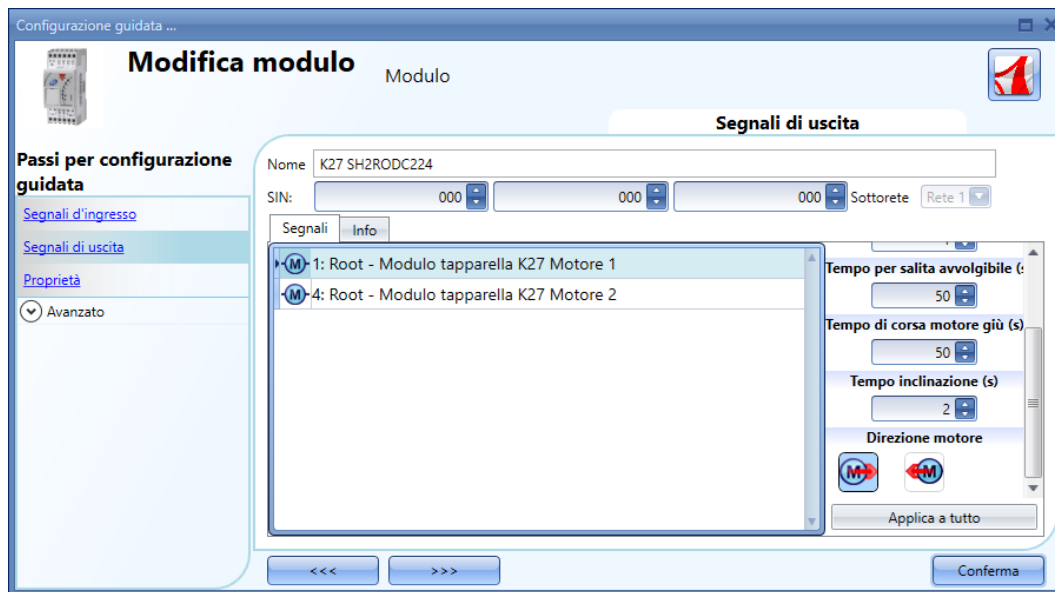 Configurazione guidata ...
Modifica modulo
Modulo
Segnali di uscita
Passi per configurazione
guidata
Segnali d'ingresso
Segnali di uscita
Proprietà
Avanzato
Nome K27 SH2RODC224
SIN: 000 000 000 Sottorete Rete 1
Segnali Info
M 1: Root - Modulo tapparella K27 Motore 1
M 4: Root - Modulo tapparella K27 Motore 2
Tempo per salita avvolgibile (
50
Tempo di corsa motore giù (s)
50
Tempo inclinazione (s)
2
Direzione motore
M M
Applica a tutto
<<< >>> Conferma